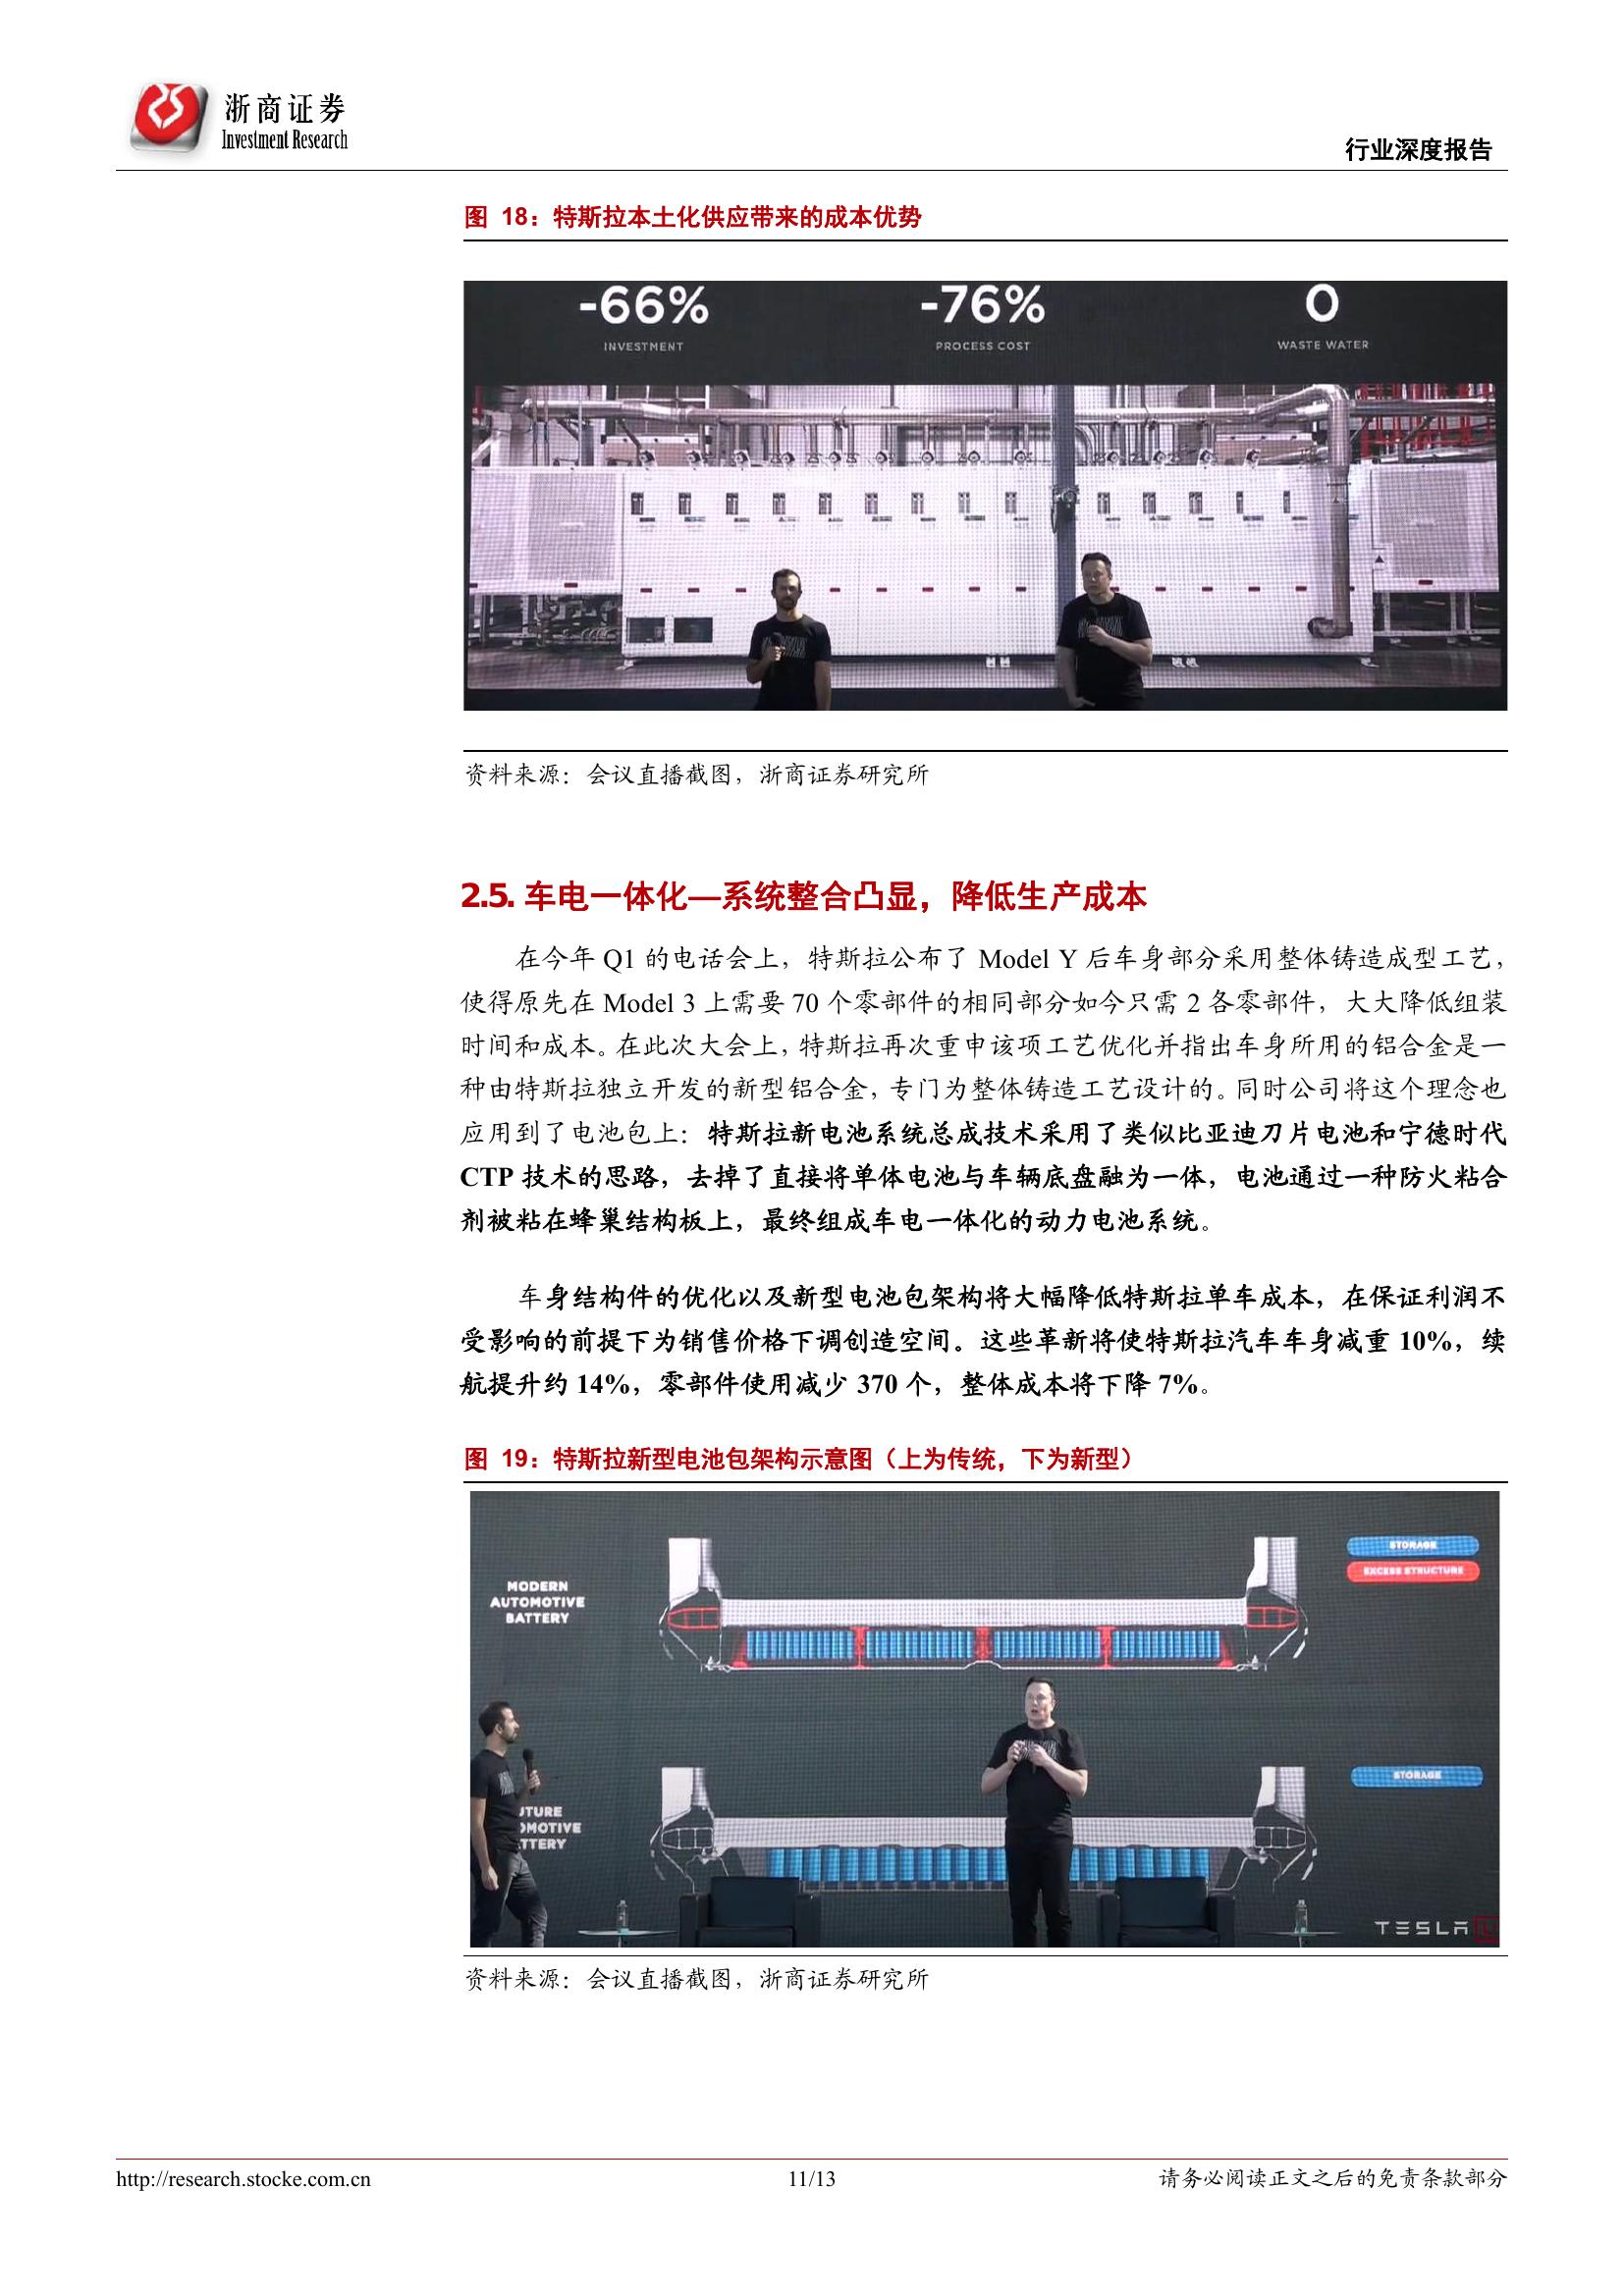 浙商证券
Investment Research
行业深度报告
图 18：特斯拉本土化供应带来的成本优势
-66%
INVESTMENT
-76%
PROCESS COST
0
WASTE WATER
资料来源：会议直播截图，浙商证券研究所
2.5. 车电一体化—系统整合凸显，降低生产成本
在今年 Q1 的电话会上，特斯拉公布了 Model Y 后车身部分采用整体铸造成型工艺，
使得原先在 Model 3 上需要 70 个零部件的相同部分如今只需 2 各零部件，大大降低组装
时间和成本。在此次大会上，特斯拉再次重申该项工艺优化并指出车身所用的铝合金是一
种由特斯拉独立开发的新型铝合金，专门为整体铸造工艺设计的。同时公司将这个理念也
应用到了电池包上：特斯拉新电池系统总成技术采用了类似比亚迪刀片电池和宁德时代
CTP 技术的思路，去掉了直接将单体电池与车辆底盘融为一体，电池通过一种防火粘合
剂被粘在蜂巢结构板上，最终组成车电一体化的动力电池系统。
车身结构件的优化以及新型电池包架构将大幅降低特斯拉单车成本，在保证利润不
受影响的前提下为销售价格下调创造空间。这些革新将使特斯拉汽车车身减重 10%，续
航提升约 14%，零部件使用减少 370 个，整体成本将下降 7%。
图 19：特斯拉新型电池包架构示意图（上为传统，下为新型）
MODERN
AUTOMOTIVE
BATTERY
STORAGE
EXCESS STRUCTURE
UTURE
OMOTIVE
TTERY
STORAGE
TESLA
资料来源：会议直播截图，浙商证券研究所
http://research.stocke.com.cn
11/13
请务必阅读正文之后的免责条款部分